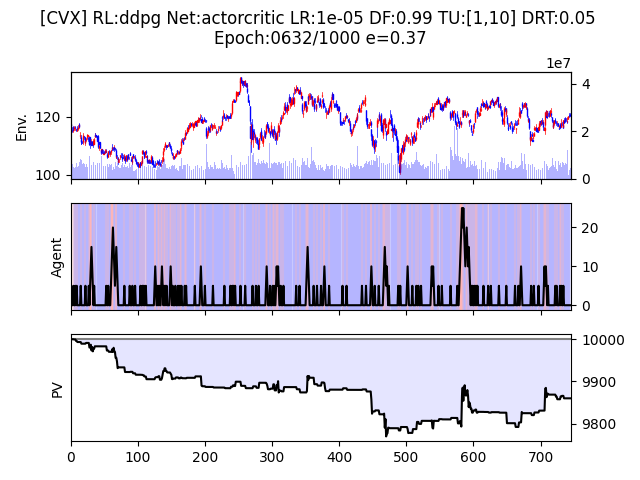 [CVX] RL:ddpg Net:actorcritic LR:1e-05 DF:0.99 TU:[1,10] DRT:0.05
Epoch:0632/1000 e=0.37
1e7
Env.
120
100
4
2
0
Agent
20
10
0
PV
10000
9900
9800
0 100 200 300 400 500 600 700